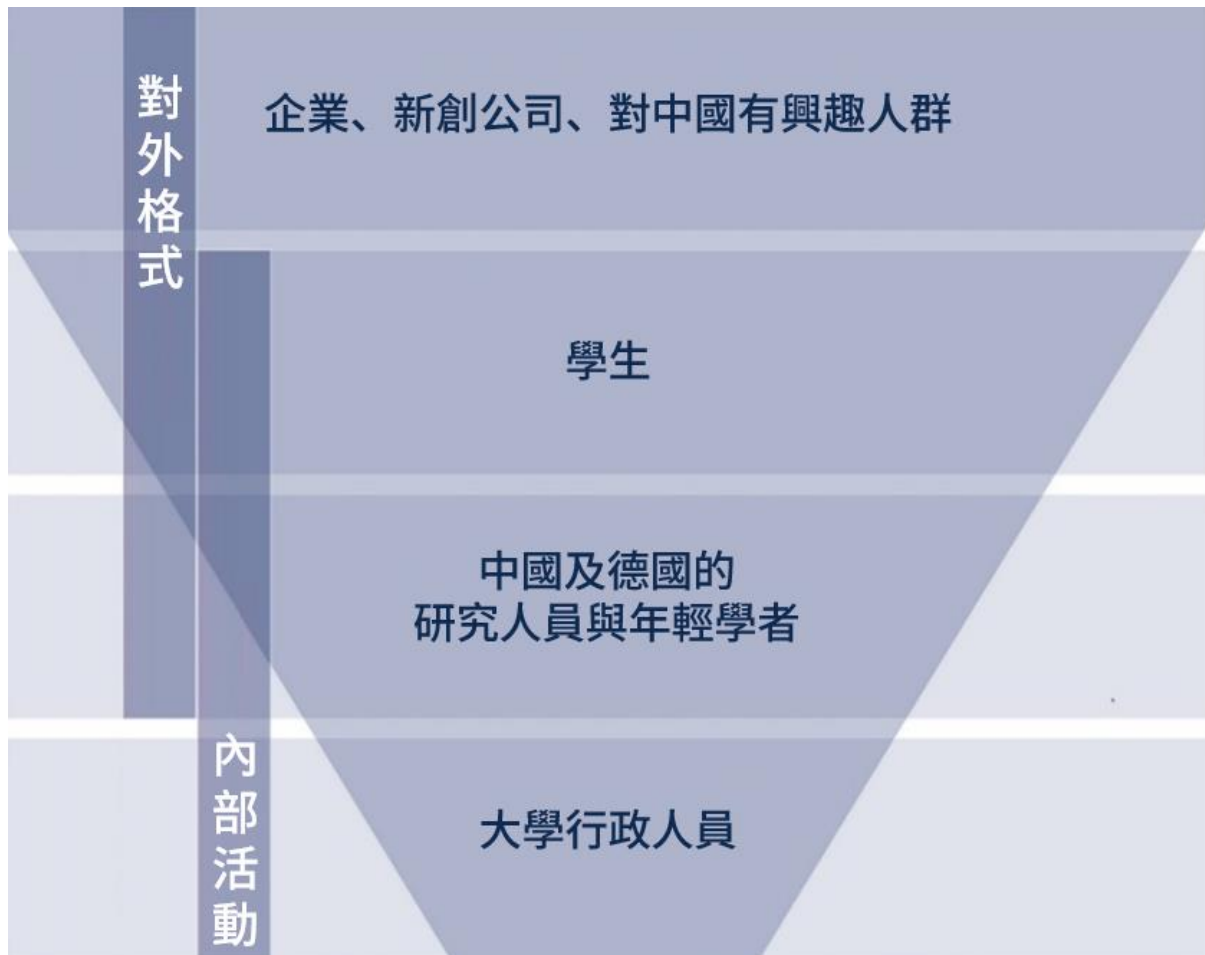 對外格式
企業、新創公司、對中國有興趣人群
學生
中國及德國的
研究人員與年輕學者
內部活動
大學行政人員